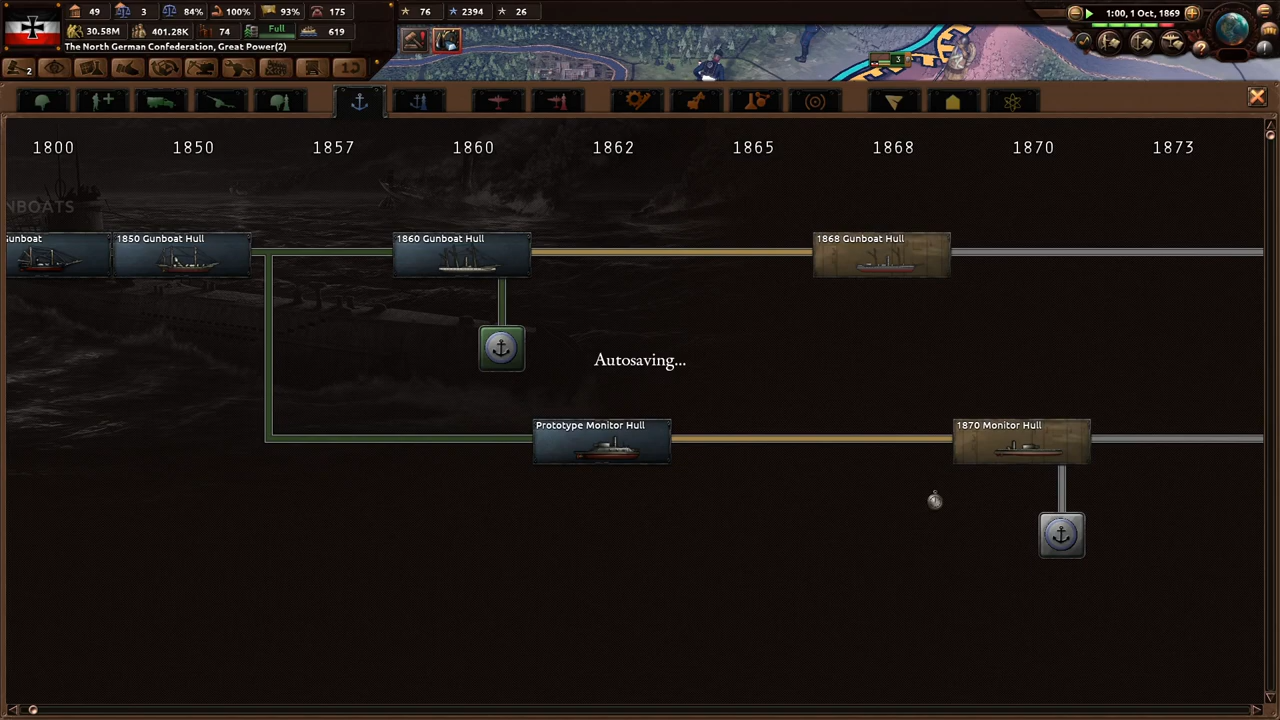 49 3 84% 100% 93% 175 76 2394 26 1:00, 1 Oct, 1869
30.58M 401.28K 74 Full 619
The North German Confederation, Great Power(2)
2
3
1800 1850 1857 1860 1862 1865 1868 1870 1873
NBOATS
Gunboat 1850 Gunboat Hull 1860 Gunboat Hull 1868 Gunboat Hull
Autosaving...
Prototype Monitor Hull 1870 Monitor Hull